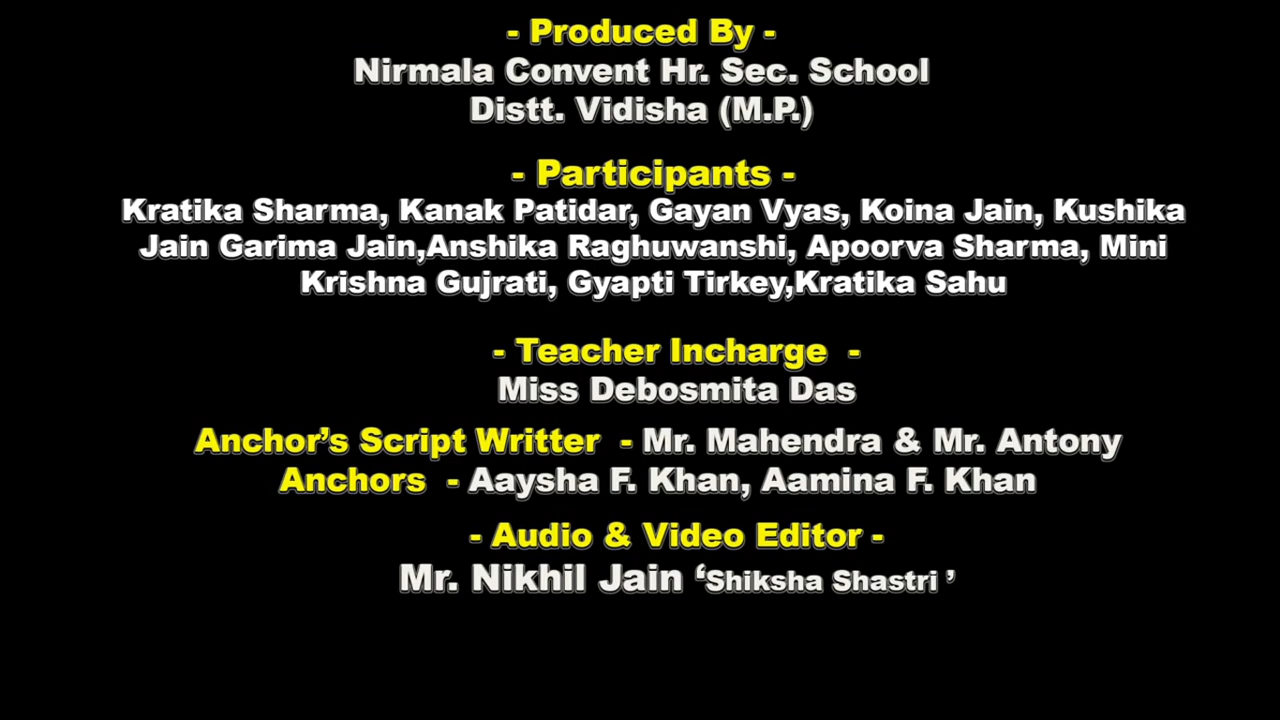 - Produced By -
Nirmala Convent Hr. Sec. School
Distt. Vidisha (M.P.)
- Participants -
Kratika Sharma, Kanak Patidar, Gayan Vyas, Koina Jain, Kushika
Jain Garima Jain,Anshika Raghuwanshi, Apoorva Sharma, Mini
Krishna Gujrati, Gyapti Tirkey,Kratika Sahu
- Teacher Incharge -
Miss Debosmita Das
Anchor’s Script Writter - Mr. Mahendra & Mr. Antony
Anchors - Aaysha F. Khan, Aamina F. Khan
- Audio & Video Editor -
Mr. Nikhil Jain ‘Shiksha Shastri ’